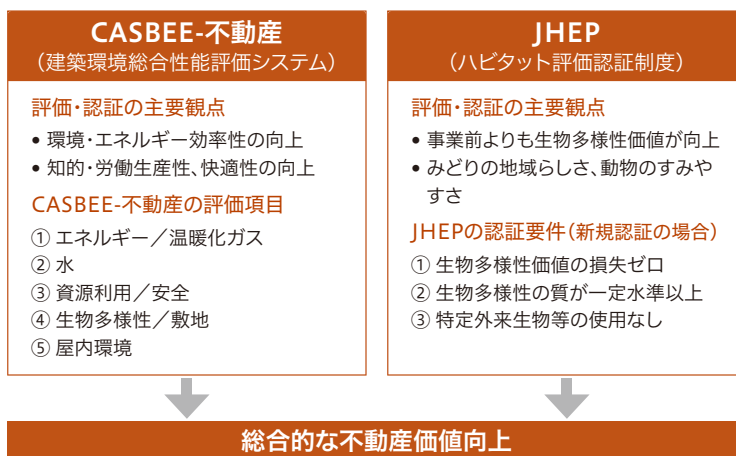 CASBEE-不動産
（建築環境総合性能評価システム）
評価・認証の主要観点
• 環境・エネルギー効率性の向上
• 知的・労働生産性、快適性の向上
CASBEE-不動産の評価項目
① エネルギー／温暖化ガス
② 水
③ 資源利用／安全
④ 生物多様性／敷地
⑤ 屋内環境
JHEP
（ハビタット評価認証制度）
評価・認証の主要観点
• 事業前よりも生物多様性価値が向上
• みどりの地域らしさ、動物のすみや
すさ
JHEPの認証要件（新規認証の場合）
① 生物多様性価値の損失ゼロ
② 生物多様性の質が一定水準以上
③ 特定外来生物等の使用なし
総合的な不動産価値向上